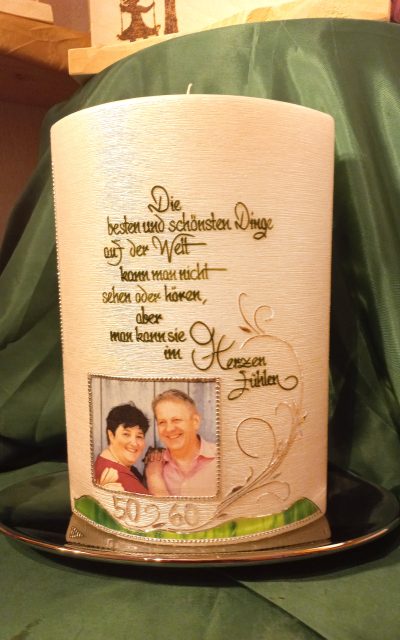 Die
besten und schönsten Dinge
auf der Welt
kann man nicht
sehen oder hören,
aber
man kann sie
im Herzen
fühlen
50 & 60